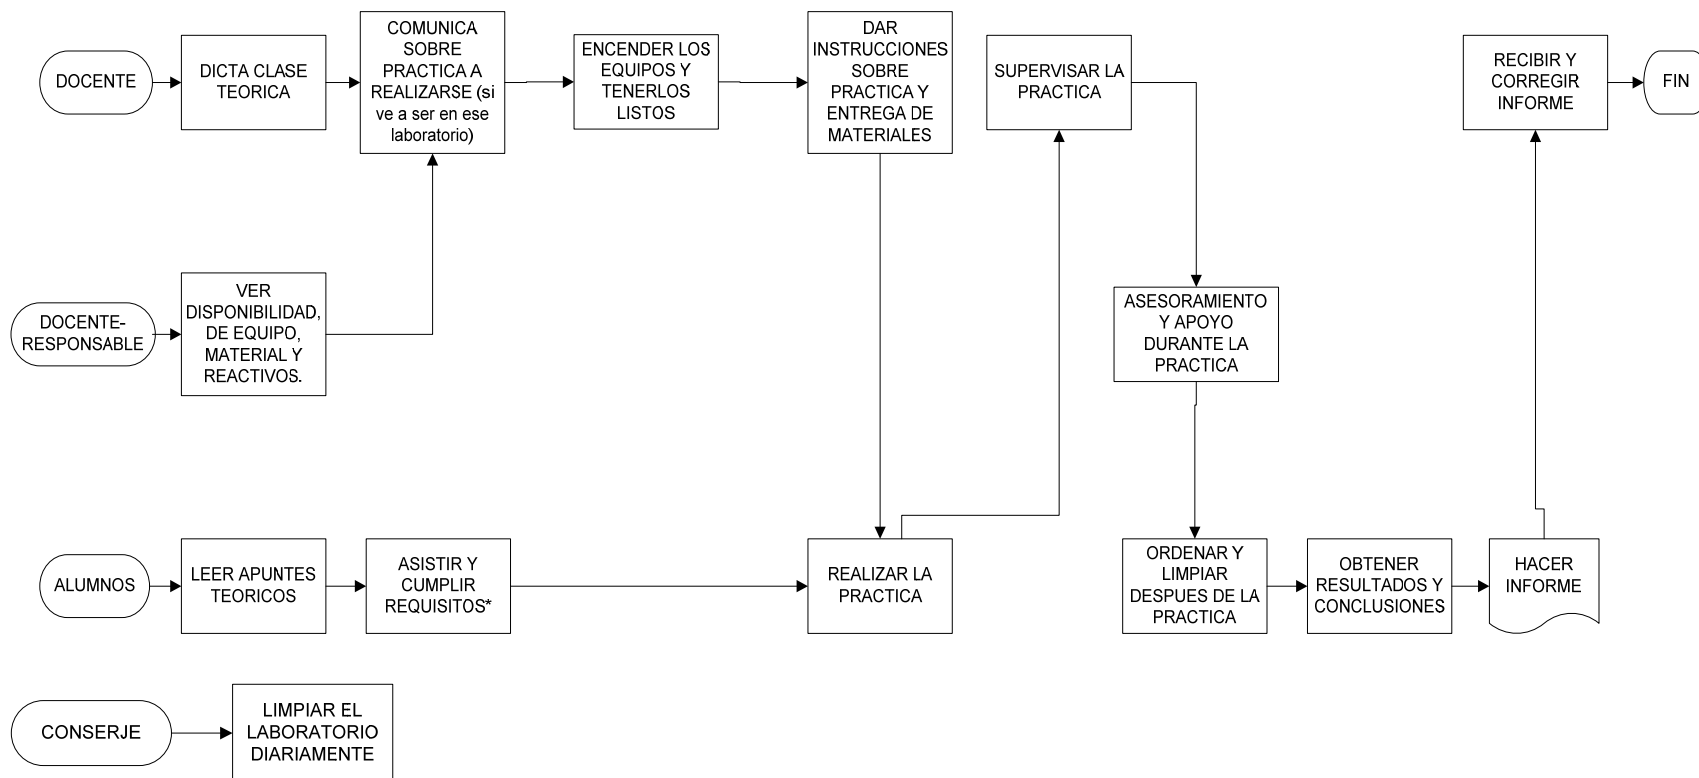 DOCENTE
DICTA CLASE
TEORICA
COMUNICA
SOBRE
PRACTICA A
REALIZARSE (si
ve a ser en ese
laboratorio)
ENCENDER LOS
EQUIPOS Y
TENERLOS
LISTOS
DAR
INSTRUCCIONES
SOBRE
PRACTICA Y
ENTREGA DE
MATERIALES
SUPERVISAR LA
PRACTICA
RECIBIR Y
CORREGIR
INFORME
FIN
DOCENTE-
RESPONSABLE
VER
DISPONIBILIDAD,
DE EQUIPO,
MATERIAL Y
REACTIVOS.
ASESORAMIENTO
Y APOYO
DURANTE LA
PRACTICA
ALUMNOS
LEER APUNTES
TEORICOS
ASISTIR Y
CUMPLIR
REQUISITOS*
REALIZAR LA
PRACTICA
ORDENAR Y
LIMPIAR
DESPUES DE LA
PRACTICA
OBTENER
RESULTADOS Y
CONCLUSIONES
HACER
INFORME
CONSERJE
LIMPIAR EL
LABORATORIO
DIARIAMENTE